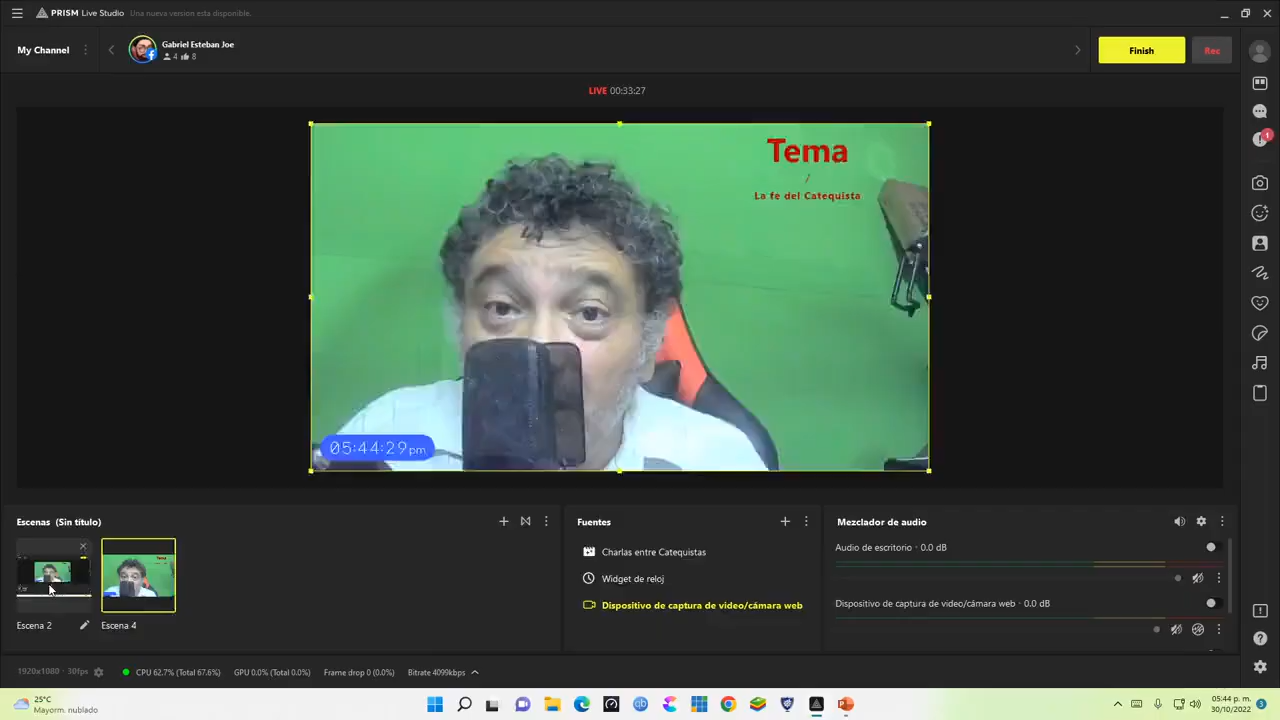 PRISM Live Studio Una nueva version esta disponible.
My Channel
Gabriel Esteban Joe
4 8
Finish
Rec
LIVE 00:33:27
1
Tema
/
La fe del Catequista
05:44:29pm
Escenas (Sin título)
Escena 2
Escena 4
Fuentes
Charlas entre Catequistas
Widget de reloj
Dispositivo de captura de video/cámara web
Mezclador de audio
Audio de escritorio · 0.0 dB
Dispositivo de captura de video/cámara web · 0.0 dB
1920x1080 · 30fps
CPU 62.7% (Total 67.6%)
GPU 0.0% (Total 0.0%)
Frame drop 0 (0.0%)
Bitrate 4099kbps
25°C
Mayorm. nublado
05:44 p. m.
30/10/2022
3